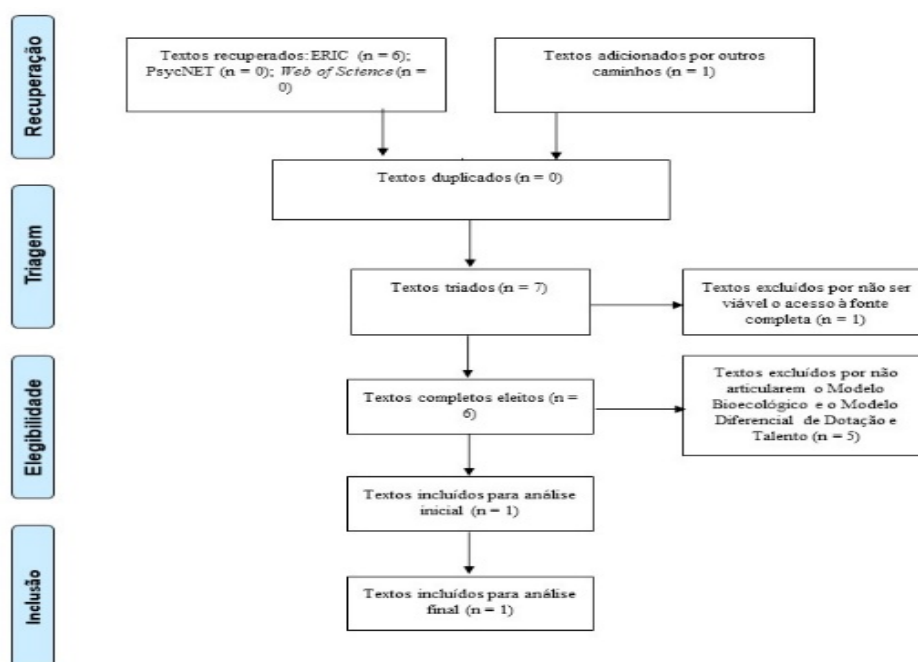 Recuperação
Textos recuperados: ERIC (n = 6);
PsycNET (n = 0); Web of Science (n =
0)
Textos adicionados por outros
caminhos (n = 1)
Textos duplicados (n = 0)
Triagem
Textos triados (n = 7)
Textos excluídos por não ser
viável o acesso à fonte
completa (n = 1)
Elegibilidade
Textos completos eleitos (n =
6)
Textos excluídos por não
articularem o Modelo
Bioecológico e o Modelo
Diferencial de Dotação e
Talento (n = 5)
Textos incluídos para análise
inicial (n = 1)
Inclusão
Textos incluídos para análise
final (n = 1)